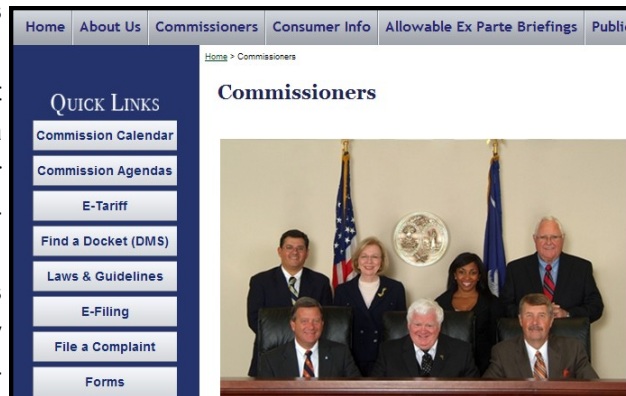 Home About Us Commissioners Consumer Info Allowable Ex Parte Briefings Public
Home > Commissioners
Commissioners
QUICK LINKS
Commission Calendar
Commission Agendas
E-Tariff
Find a Docket (DMS)
Laws & Guidelines
E-Filing
File a Complaint
Forms